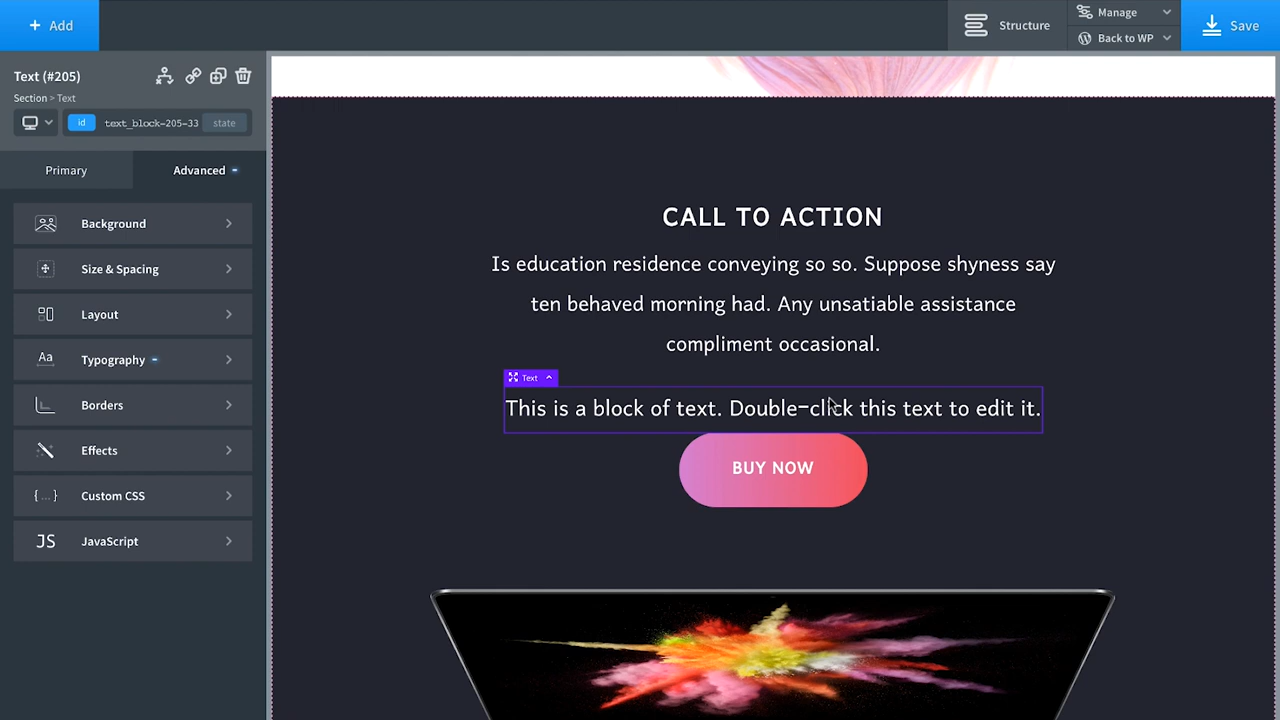 + Add
Structure
Manage
Back to WP
Save
Text (#205)
Section > Text
id text_block-205-33 state
Primary
Advanced
Background
Size & Spacing
Layout
Aa Typography
Borders
Effects
{...} Custom CSS
JS JavaScript
CALL TO ACTION
Is education residence conveying so so. Suppose shyness say
ten behaved morning had. Any unsatiable assistance
compliment occasional.
Text
This is a block of text. Double-click this text to edit it.
BUY NOW